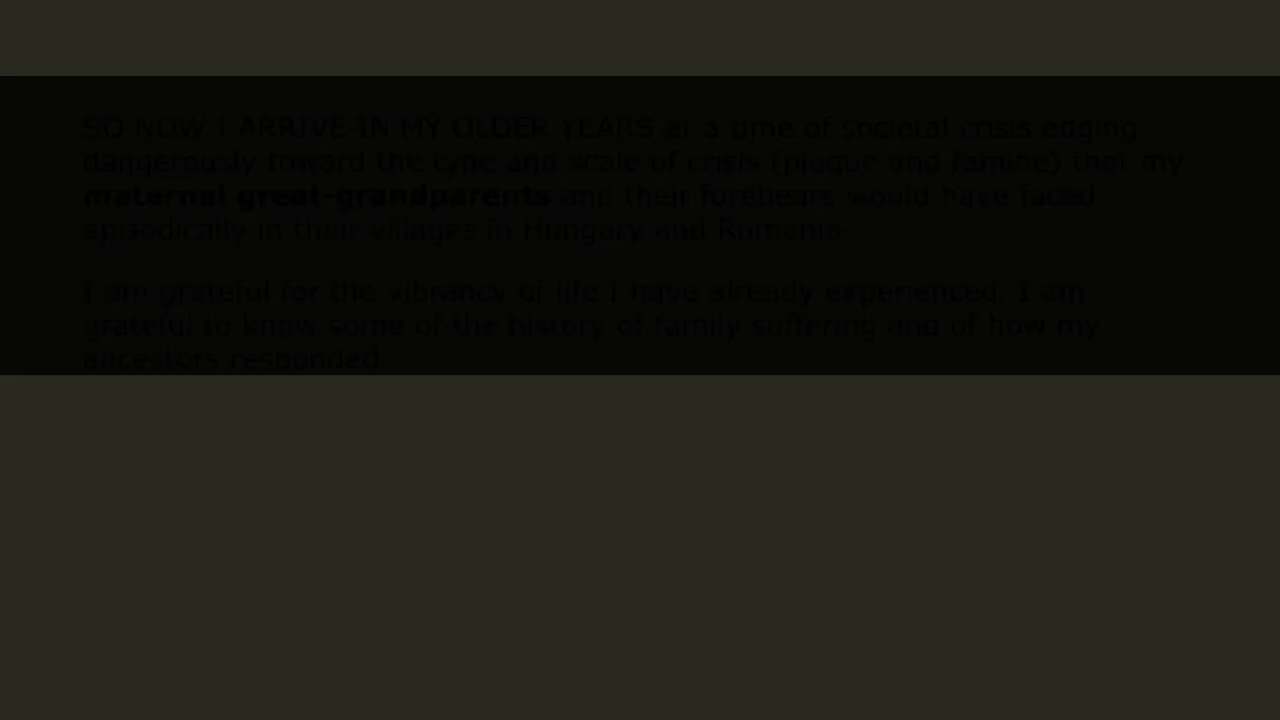 SO NOW I ARRIVE IN MY OLDER YEARS at a time of societal crisis edging
dangerously toward the type and scale of crisis (plague and famine) that my
maternal great-grandparents and their forebears would have faced
episodically in their villages in Hungary and Romania.
I am grateful for the vibrancy of life I have already experienced. I am
grateful to know some of the history of family suffering and of how my
ancestors responded.